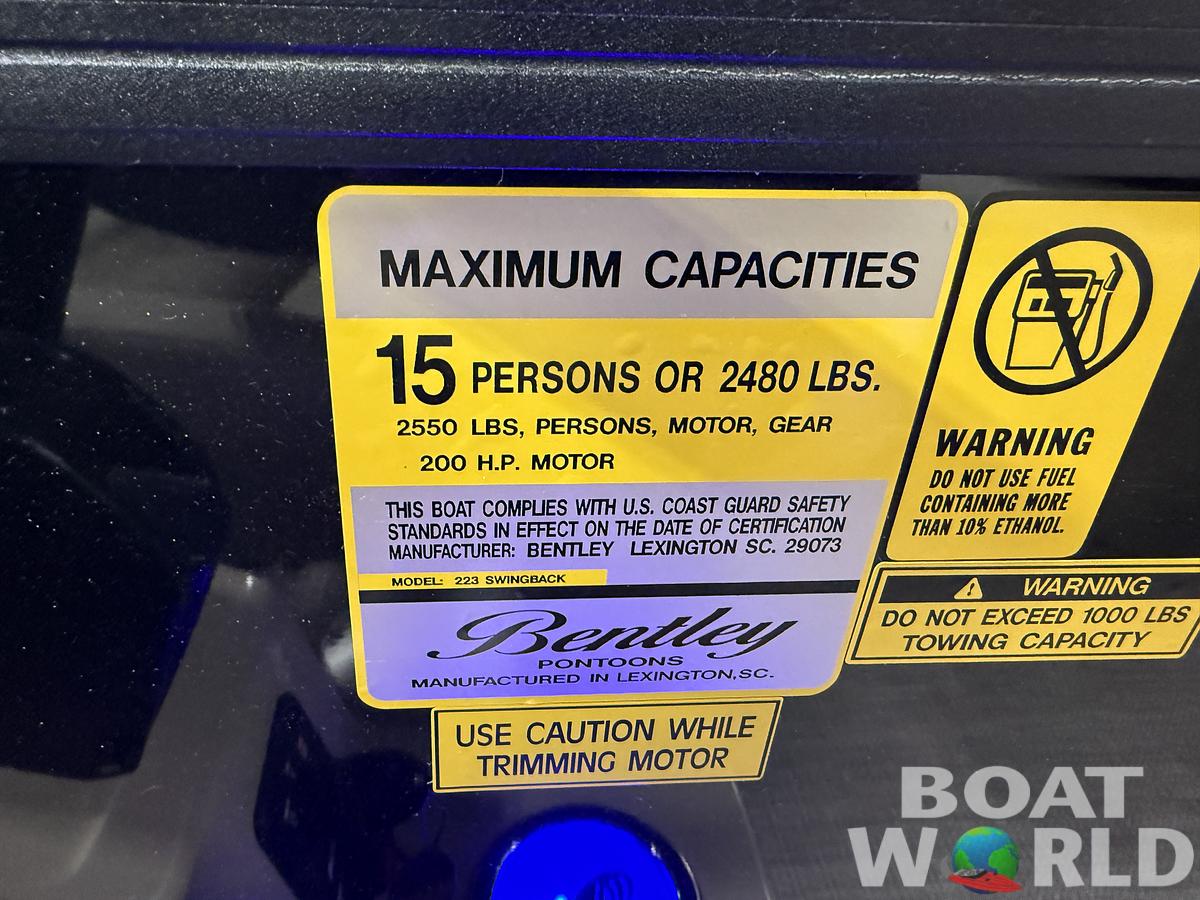 MAXIMUM CAPACITIES
15 PERSONS OR 2480 LBS.
2550 LBS, PERSONS, MOTOR, GEAR
200 H.P. MOTOR
THIS BOAT COMPLIES WITH U.S. COAST GUARD SAFETY
STANDARDS IN EFFECT ON THE DATE OF CERTIFICATION
MANUFACTURER: BENTLEY LEXINGTON SC. 29073
MODEL: 223 SWINGBACK
Bentley
PONTOONS
MANUFACTURED IN LEXINGTON,SC.
USE CAUTION WHILE
TRIMMING MOTOR
WARNING
DO NOT USE FUEL
CONTAINING MORE
THAN 10% ETHANOL.
WARNING
DO NOT EXCEED 1000 LBS
TOWING CAPACITY
BOAT
WORLD